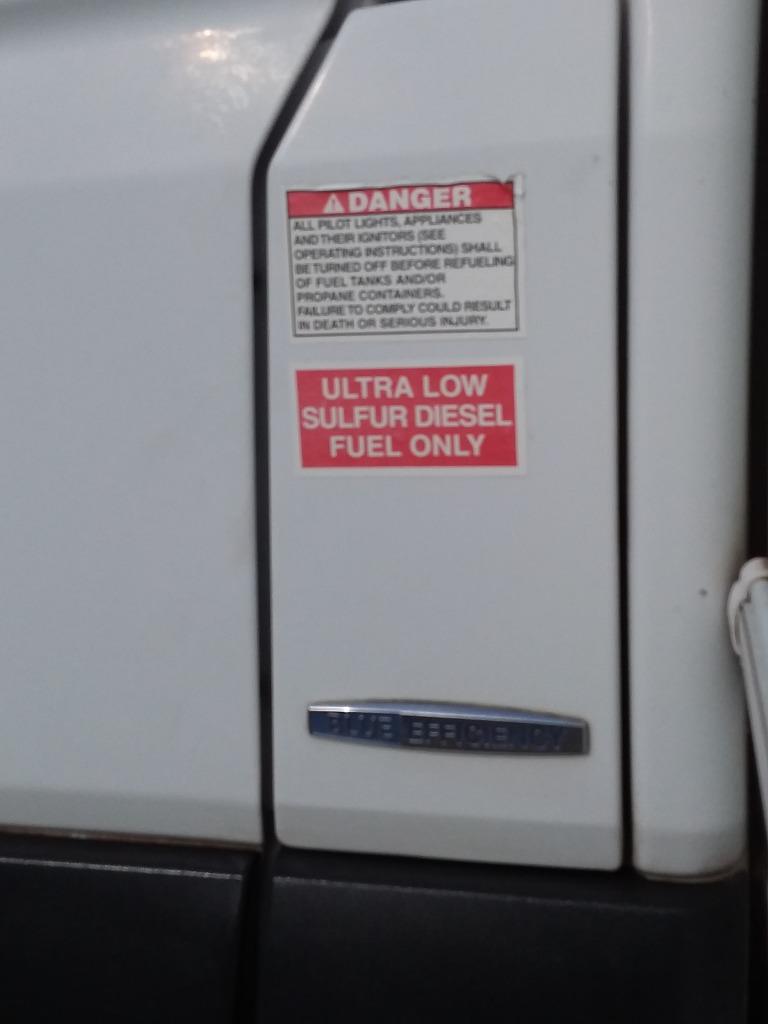 DANGER
ALL PILOT LIGHTS, APPLIANCES
AND THEIR IGNITORS (SEE
OPERATING INSTRUCTIONS) SHALL
BE TURNED OFF BEFORE REFUELING
OF FUEL TANKS AND/OR
PROPANE CONTAINERS.
FAILURE TO COMPLY COULD RESULT
IN DEATH OR SERIOUS INJURY.
ULTRA LOW
SULFUR DIESEL
FUEL ONLY
BLUE EFFICIENCY